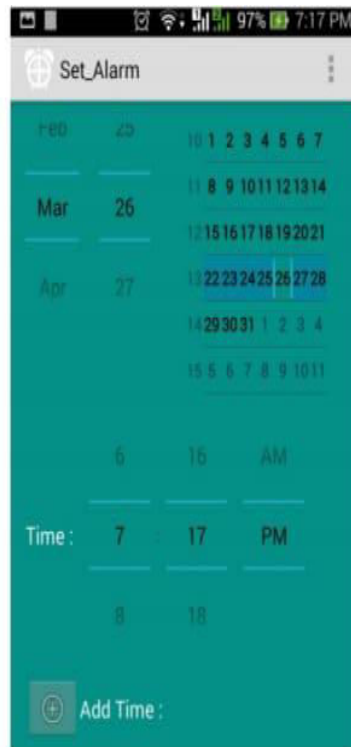 97% 7:17 PM
Set_Alarm
Feb 25
Mar 26
Apr 27
10 1 2 3 4 5 6 7
11 8 9 10 11 12 13 14
12 15 16 17 18 19 20 21
13 22 23 24 25 26 27 28
14 29 30 31 1 2 3 4
15 5 6 7 8 9 10 11
6 16 AM
Time : 7 : 17 PM
8 18
Add Time :